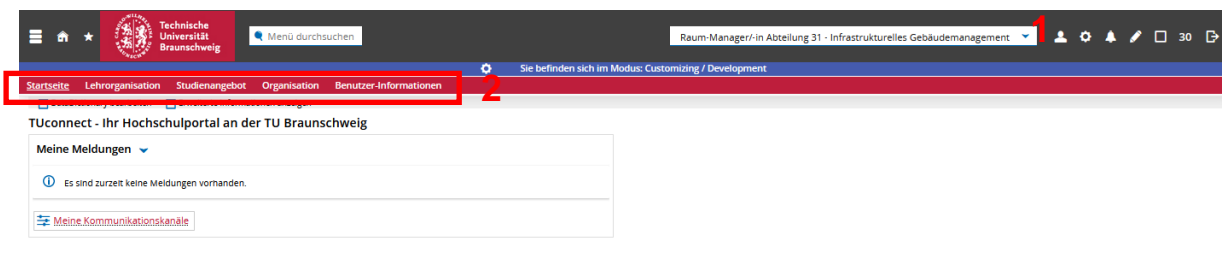 Technische
Universität
Braunschweig
Menü durchsuchen
Raum-Manager/-in Abteilung 31 - Infrastrukturelles Gebäudemanagement
1
30
Sie befinden sich im Modus: Customizing / Development
Startseite Lehrorganisation Studienangebot Organisation Benutzer-Informationen
2
TUconnect - Ihr Hochschulportal an der TU Braunschweig
Meine Meldungen
Es sind zurzeit keine Meldungen vorhanden.
Meine Kommunikationskanäle